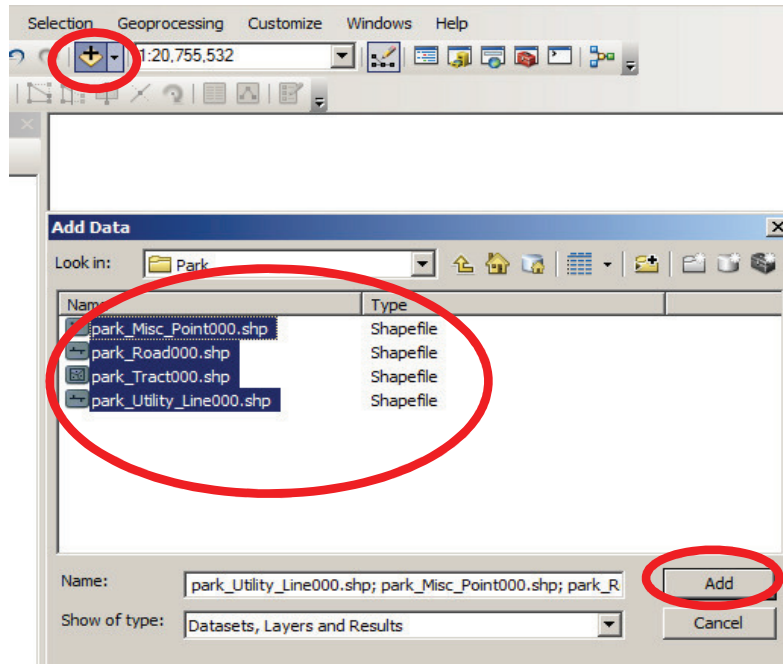 Selection Geoprocessing Customize Windows Help
1:20,755,532
Add Data
Look in: Park
Name Type
park_Misc_Point000.shp Shapefile
park_Road000.shp Shapefile
park_Tract000.shp Shapefile
park_Utility_Line000.shp Shapefile
Name: park_Utility_Line000.shp; park_Misc_Point000.shp; park_R Add
Show of type: Datasets, Layers and Results Cancel